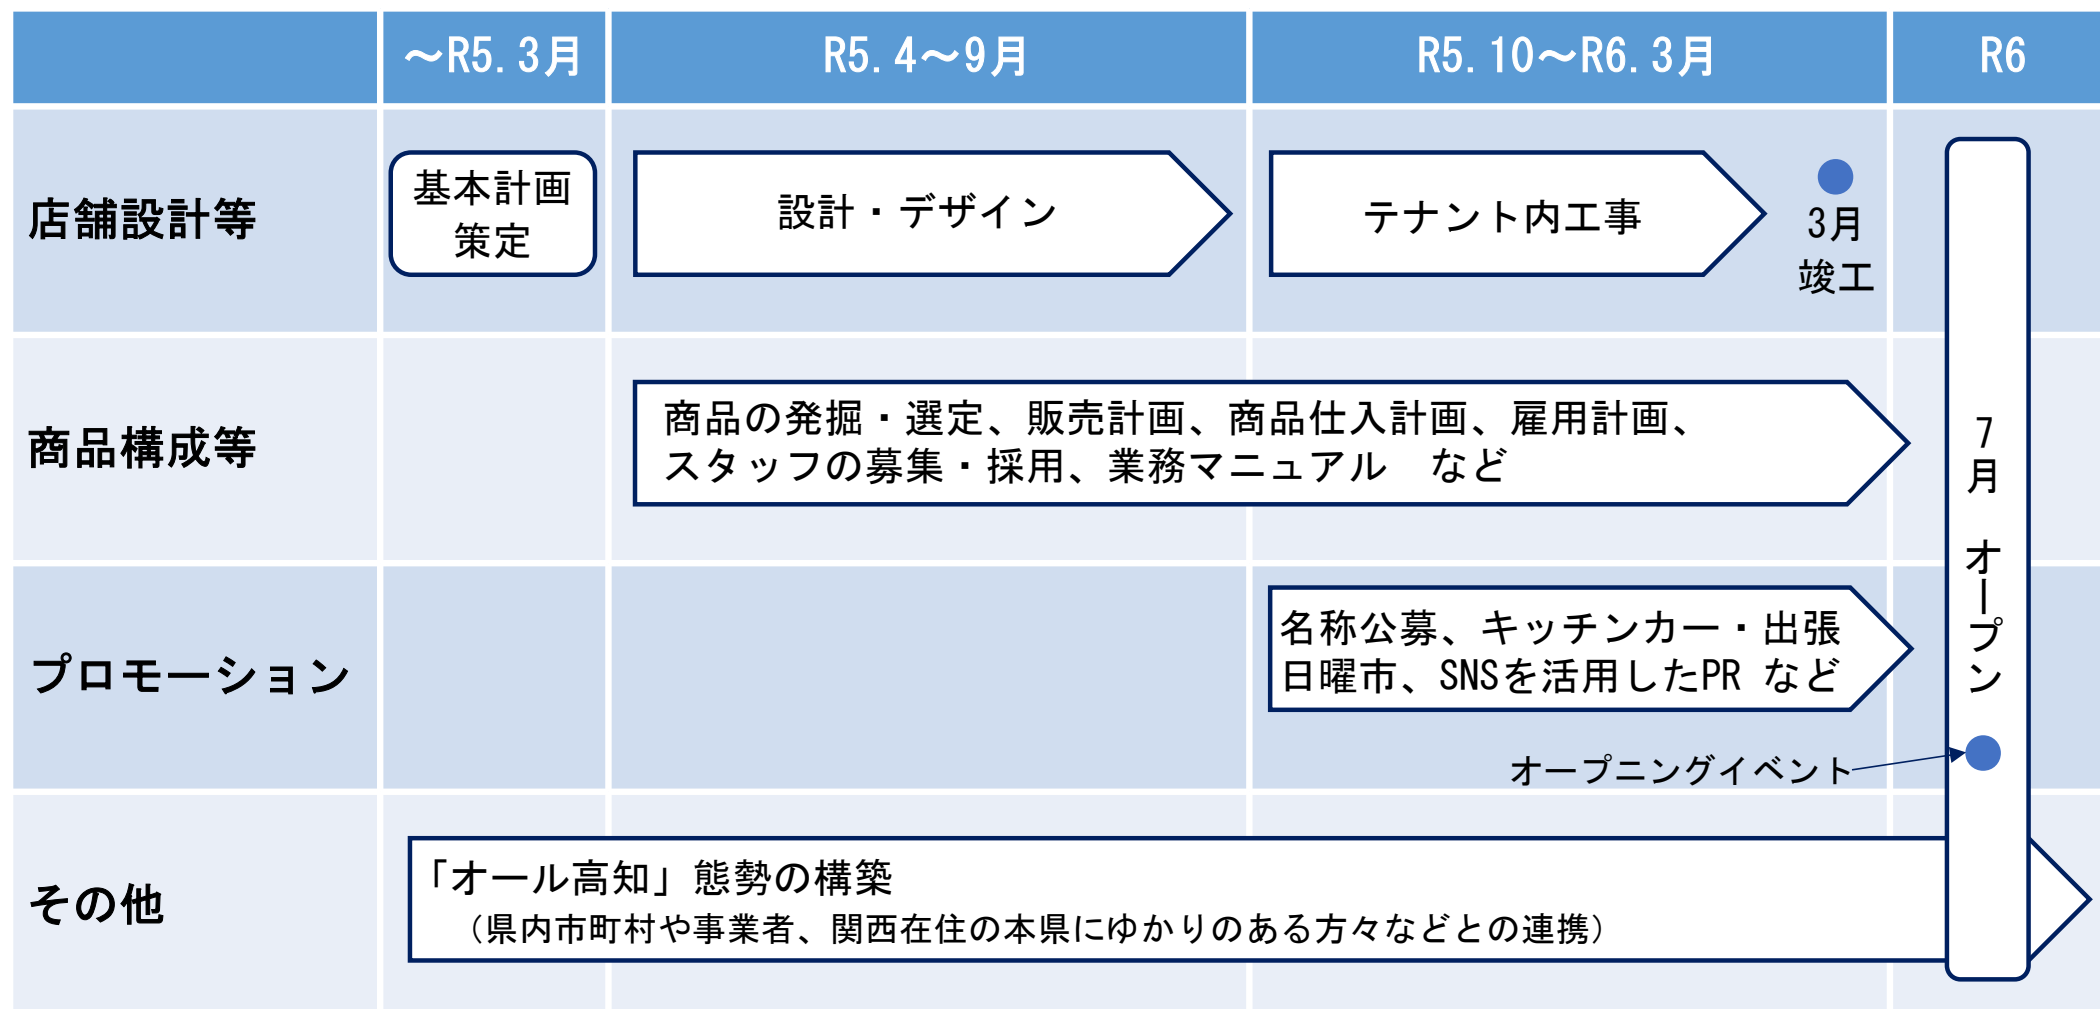 ～R5.3月
R5.4～9月
R5.10～R6.3月
R6
店舗設計等
基本計画
策定
設計・デザイン
テナント内工事
3月
竣工
商品構成等
商品の発掘・選定、販売計画、商品仕入計画、雇用計画、
スタッフの募集・採用、業務マニュアル　など
プロモーション
名称公募、キッチンカー・出張
日曜市、SNSを活用したPR など
オープニングイベント
7月　オープン
その他
「オール高知」態勢の構築
（県内市町村や事業者、関西在住の本県にゆかりのある方々などとの連携）